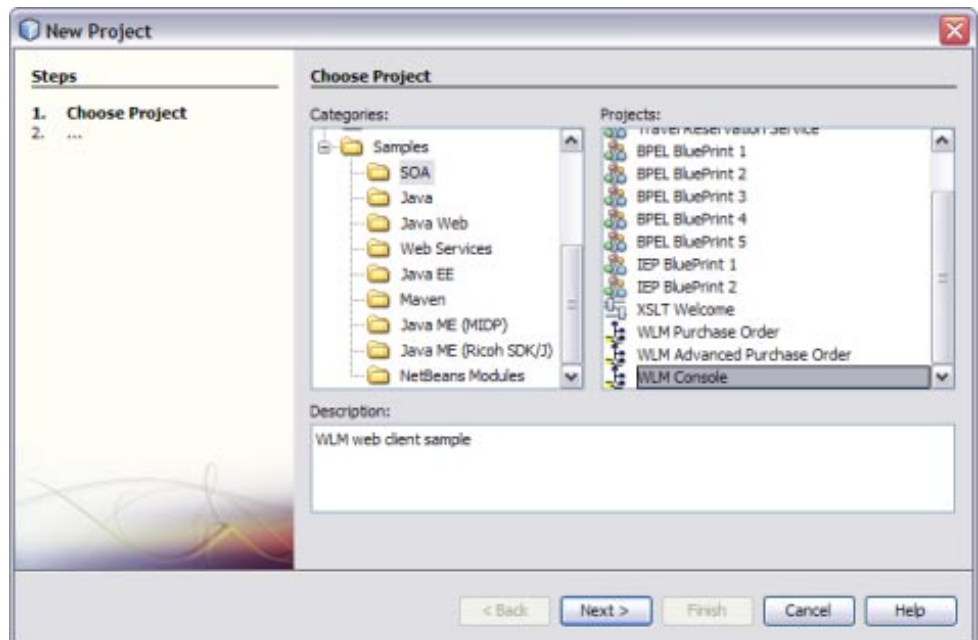 New Project
Steps
1. Choose Project
2. ...
Choose Project
Categories:
Samples
SOA
Java
Java Web
Web Services
Java EE
Maven
Java ME (MIDP)
Java ME (Ricoh SDK/J)
NetBeans Modules
Projects:
Travel Reservation Service
BPEL BluePrint 1
BPEL BluePrint 2
BPEL BluePrint 3
BPEL BluePrint 4
BPEL BluePrint 5
IEP BluePrint 1
IEP BluePrint 2
XSLT Welcome
WLM Purchase Order
WLM Advanced Purchase Order
WLM Console
Description:
WLM web client sample
< Back
Next >
Finish
Cancel
Help